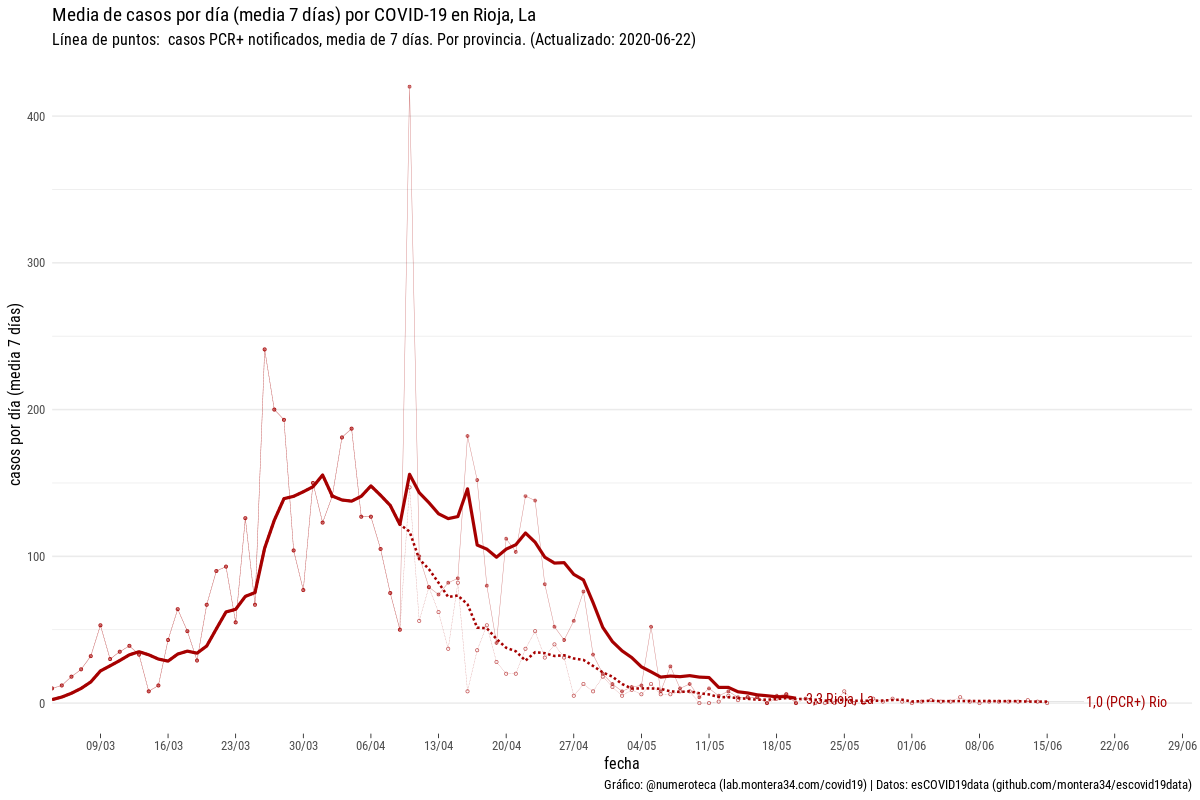 Media de casos por día (media 7 días) por COVID-19 en Rioja, La
Línea de puntos:  casos PCR+ notificados, media de 7 días. Por provincia. (Actualizado: 2020-06-22)
casos por día (media 7 días)
400
300
200
100
0
3,3 Rioja, La
1,0 (PCR+) Rio
09/03 16/03 23/03 30/03 06/04 13/04 20/04 27/04 04/05 11/05 18/05 25/05 01/06 08/06 15/06 22/06 29/06
fecha
Gráfico: @numeroteca (lab.montera34.com/covid19) | Datos: esCOVID19data (github.com/montera34/escovid19data)